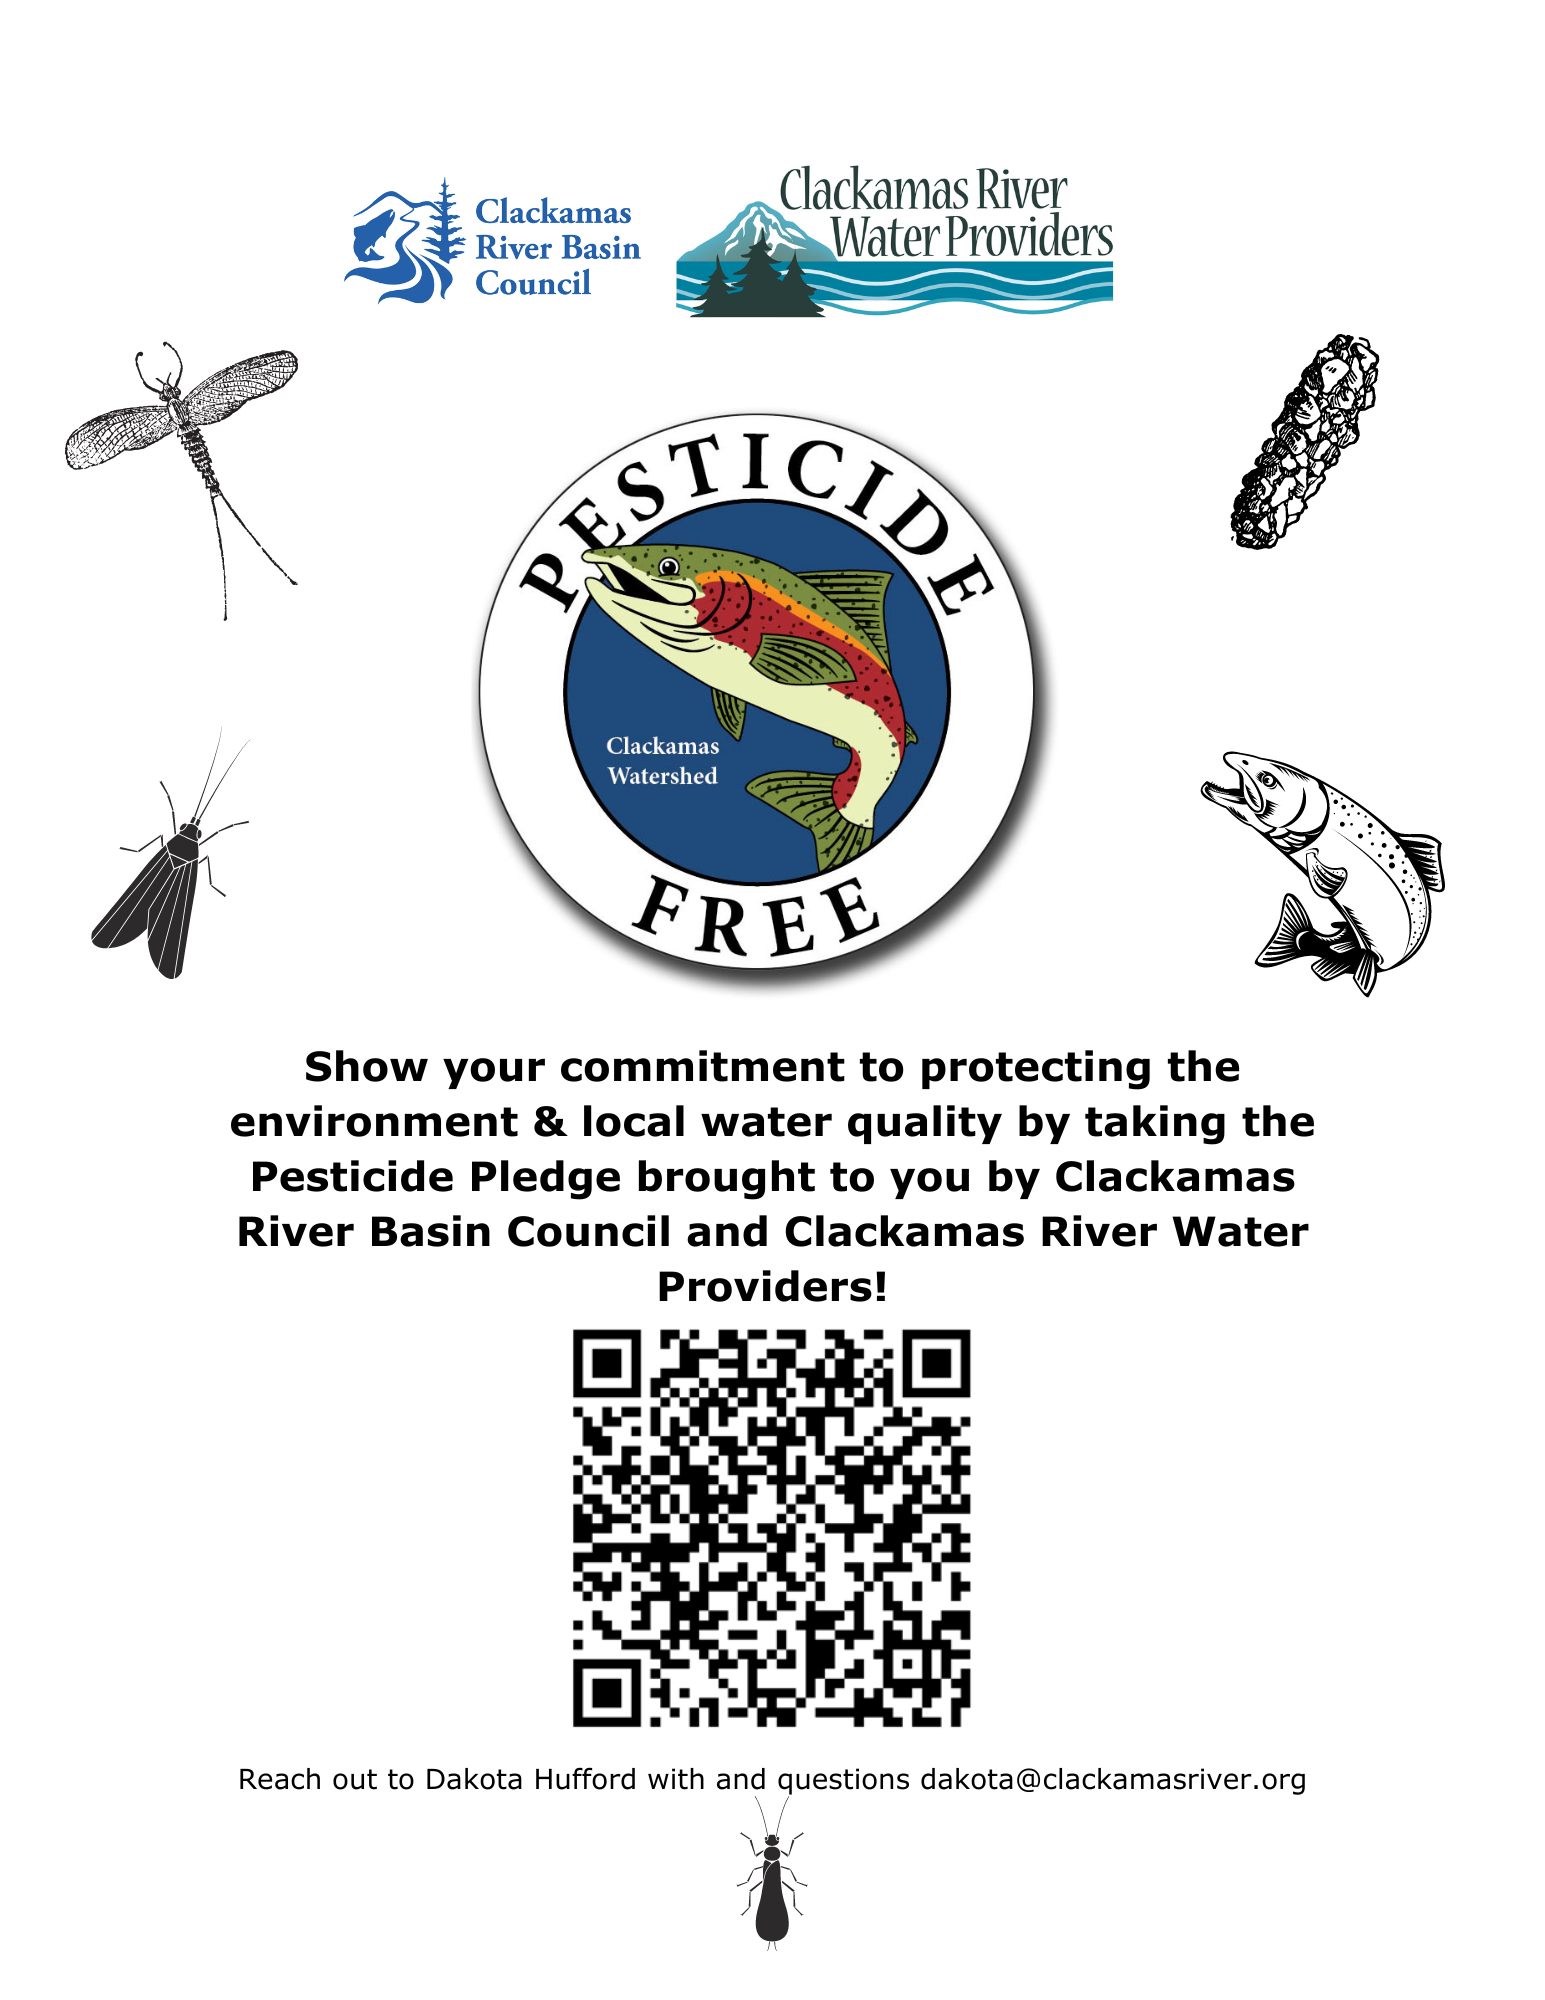 Clackamas
River Basin
Council
Clackamas River
Water Providers
PESTICIDE
Clackamas
Watershed
FREE
Show your commitment to protecting the
environment & local water quality by taking the
Pesticide Pledge brought to you by Clackamas
River Basin Council and Clackamas River Water
Providers!
Reach out to Dakota Hufford with and questions dakota@clackamasriver.org